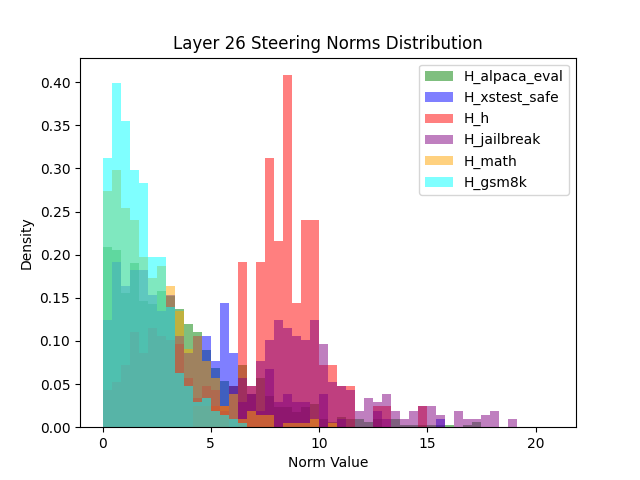 Layer 26 Steering Norms Distribution
H_alpaca_eval
H_xstest_safe
H_h
H_jailbreak
H_math
H_gsm8k
0.40
0.35
0.30
0.25
0.20
0.15
0.10
0.05
0.00
Density
0 5 10 15 20
Norm Value